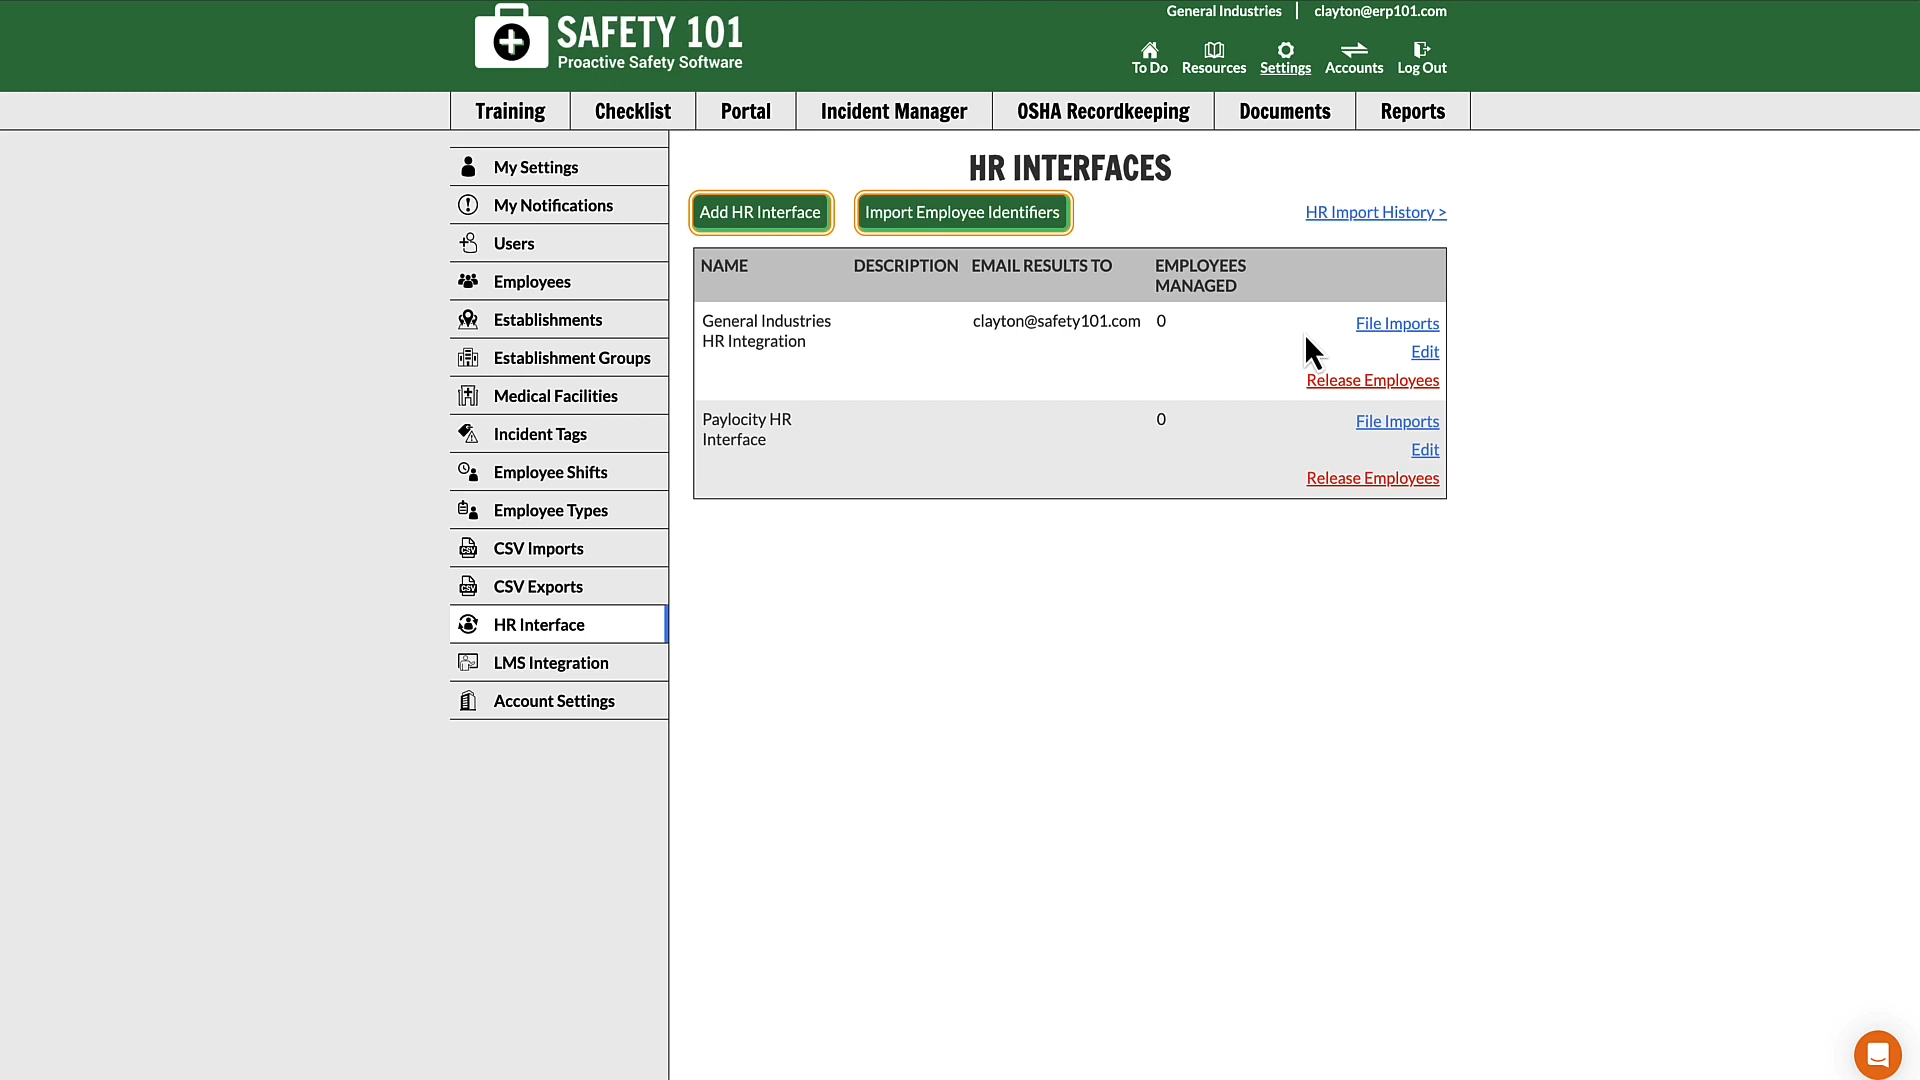 General Industries | clayton@erp101.com
SAFETY 101
Proactive Safety Software
To Do Resources Settings Accounts Log Out
Training Checklist Portal Incident Manager OSHA Recordkeeping Documents Reports
My Settings
My Notifications
Users
Employees
Establishments
Establishment Groups
Medical Facilities
Incident Tags
Employee Shifts
Employee Types
CSV Imports
CSV Exports
HR Interface
LMS Integration
Account Settings
HR INTERFACES
Add HR Interface Import Employee Identifiers HR Import History >
NAME DESCRIPTION EMAIL RESULTS TO EMPLOYEES
MANAGED
General Industries clayton@safety101.com 0 File Imports
HR Integration
Edit
Release Employees
Paylocity HR 0 File Imports
Interface
Edit
Release Employees